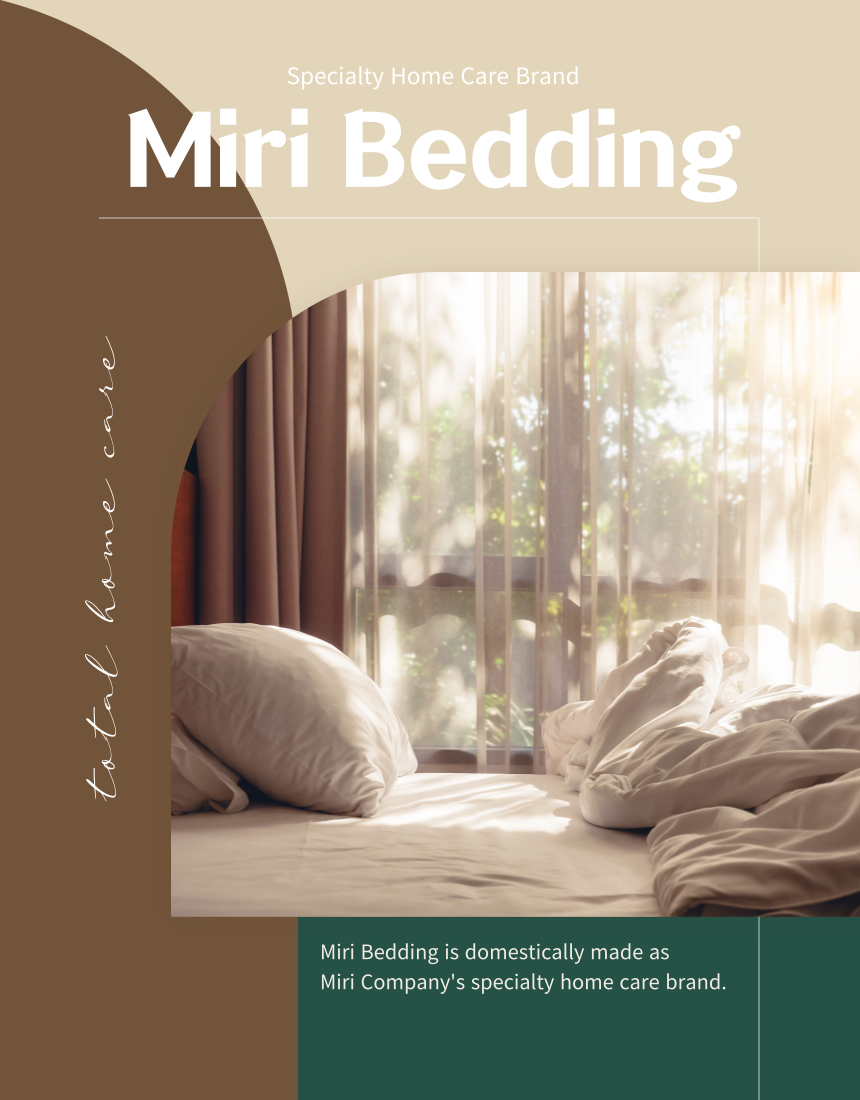 Specialty Home Care Brand
Miri Bedding
total home care
Miri Bedding is domestically made as
Miri Company's specialty home care brand.